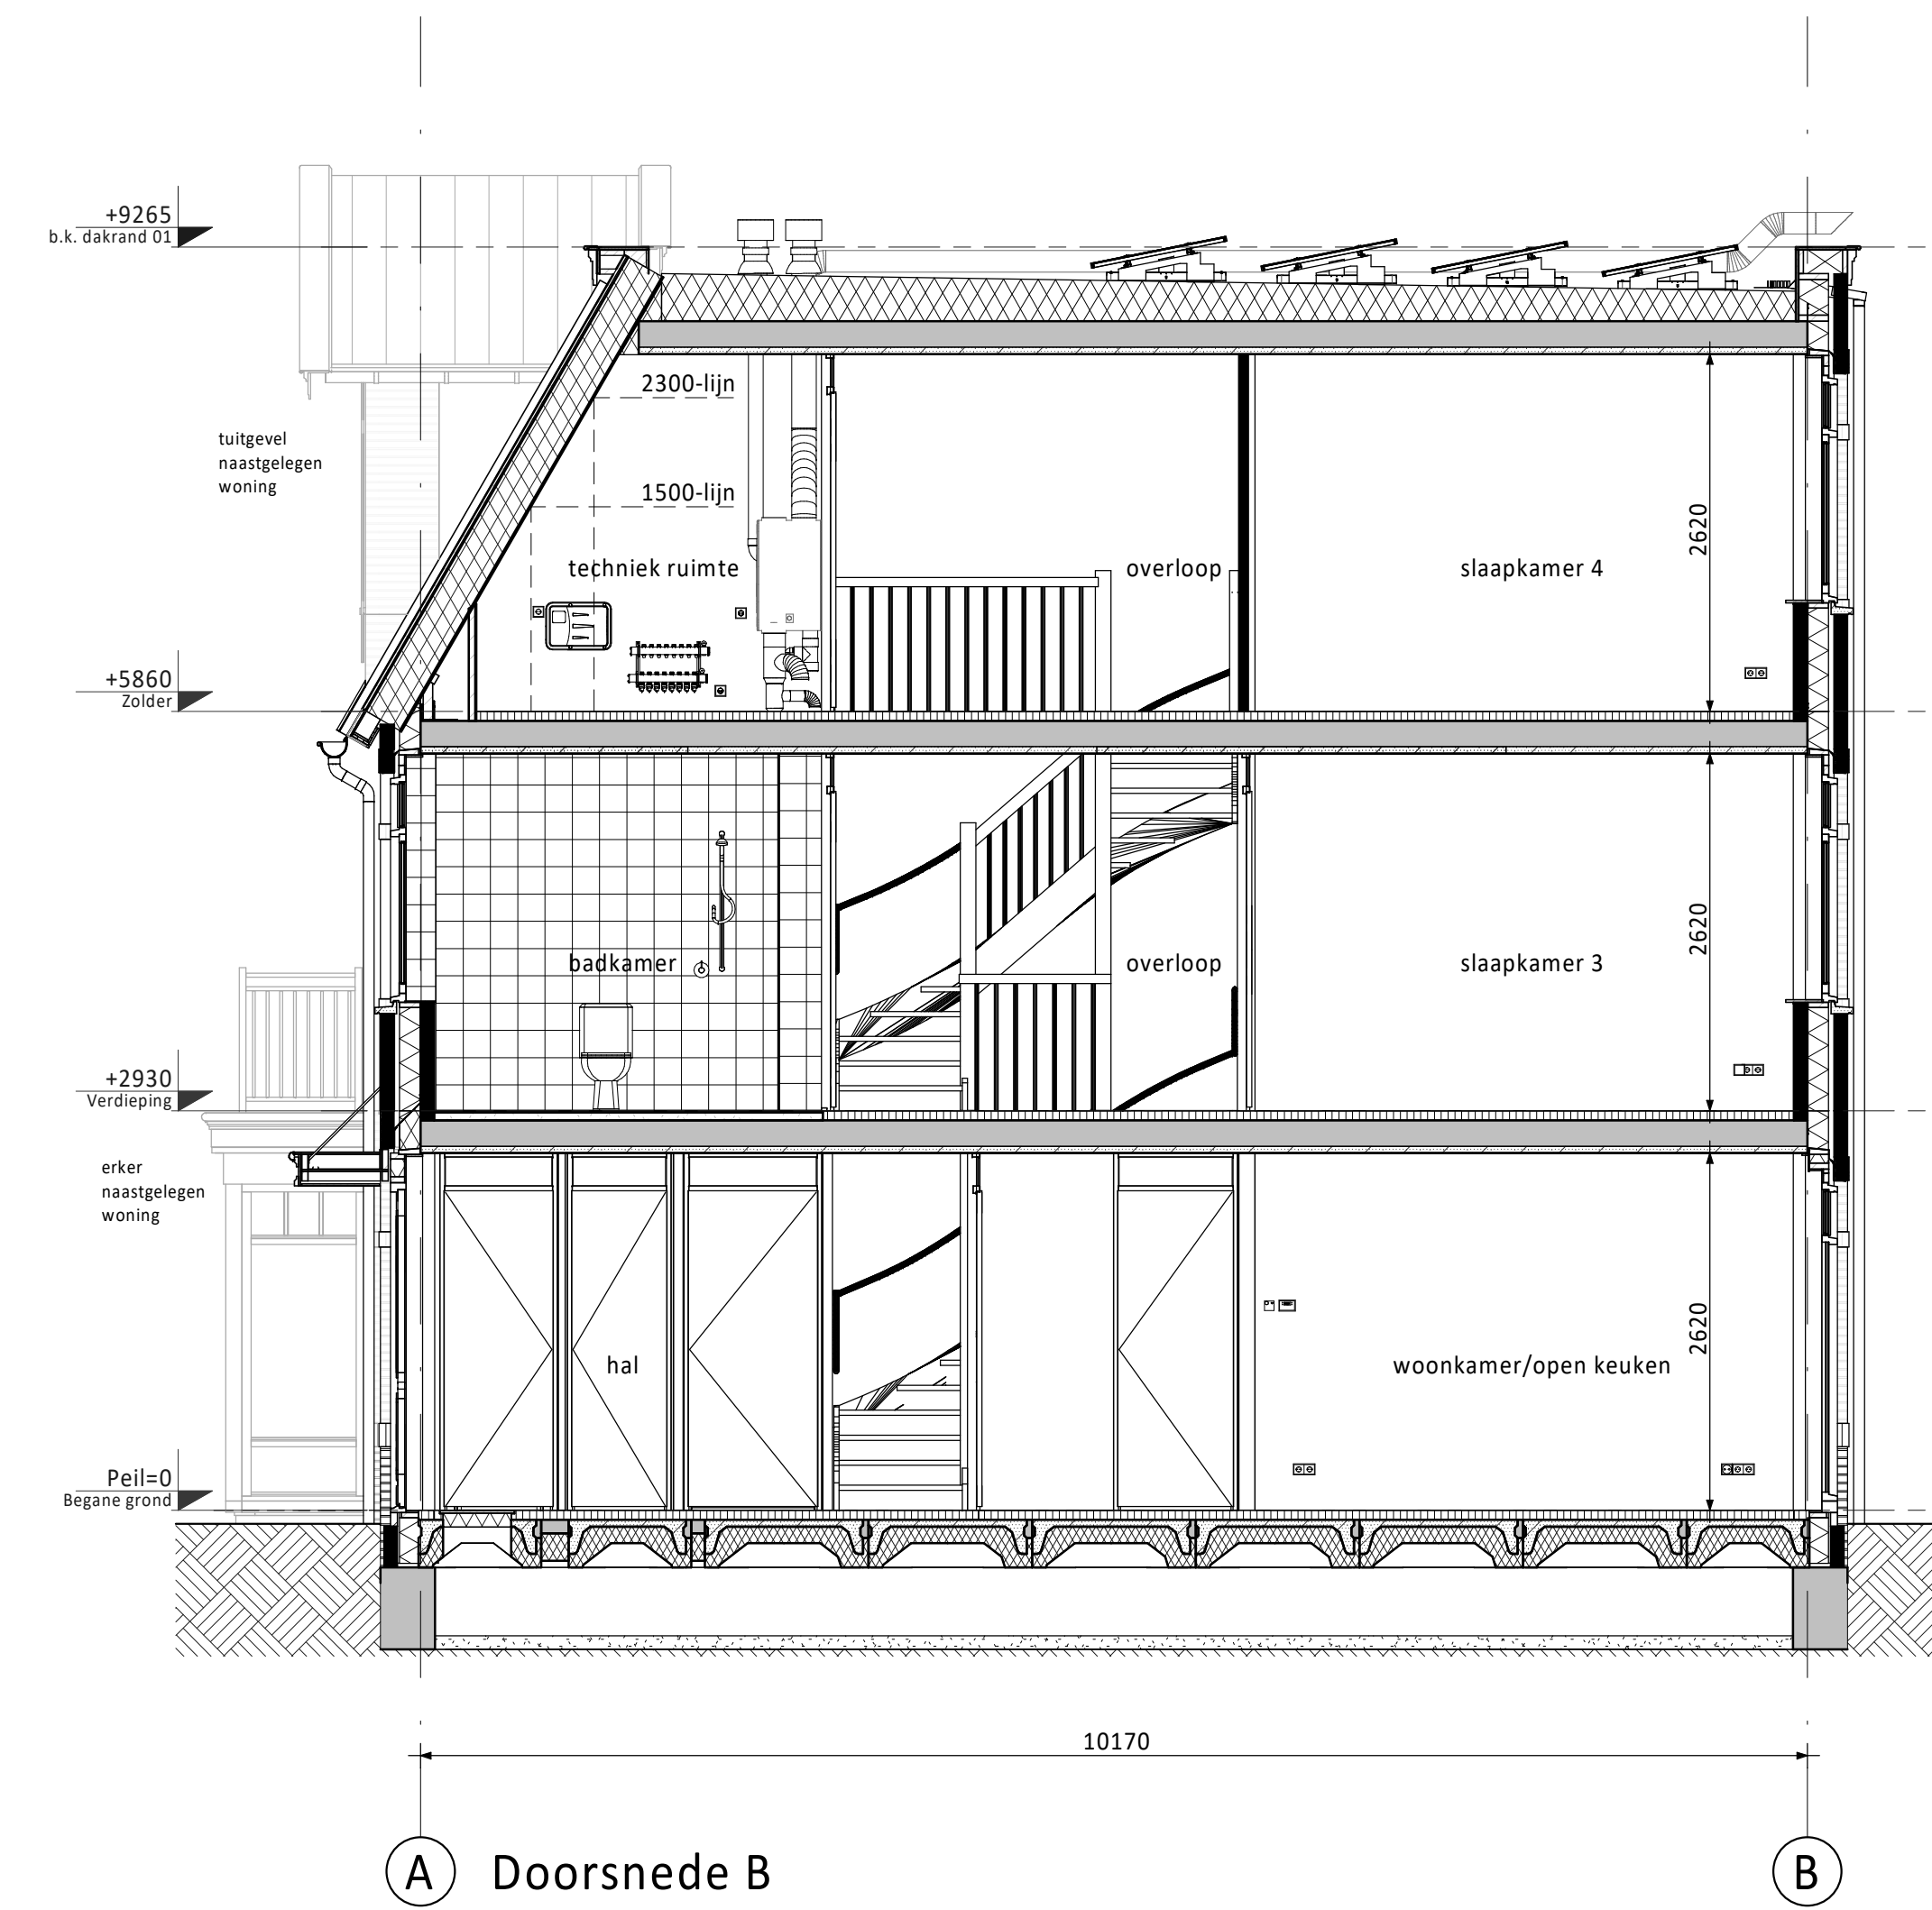 +9265
b.k. dakrand 01
2300-lijn
tuitgevel
naastgelegen
woning
1500-lijn
2620
techniek ruimte
overloop
slaapkamer 4
+5860
Zolder
2620
badkamer
overloop
slaapkamer 3
+2930
Verdieping
erker
naastgelegen
woning
2620
hal
woonkamer/open keuken
Peil=0
Begane grond
10170
A
Doorsnede B
B